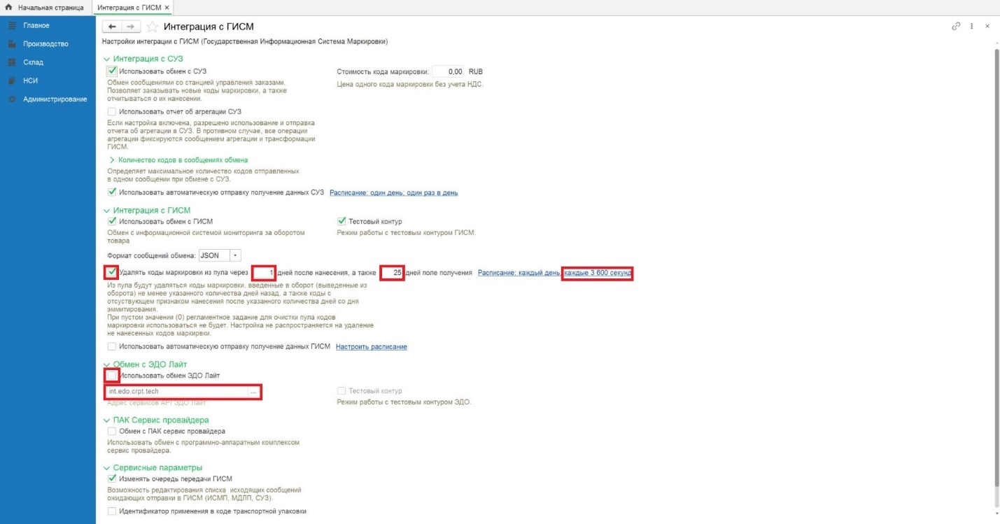 Начальная страница
Интеграция с ГИСМ ×
Главное
Производство
Склад
НСИ
Администрирование
Интеграция с ГИСМ
Настройки интеграции с ГИСМ (Государственная Информационная Система Маркировки)
Интеграция с СУЗ
Использовать обмен с СУЗ
Стоимость кода маркировки: 0,00 RUB
Обмен сообщениями со станцией управления заказами.
Позволяет заказывать новые коды маркировки, а также
отчитываться о их нанесении.
Цена одного кода маркировки без учета НДС.
Использовать отчет об агрегации СУЗ
Если настройка включена, разрешено использование и отправка
отчета об агрегации в СУЗ. В противном случае, все операции
агрегации фиксируются сообщением агрегации и трансформации
ГИСМ.
Количество кодов в сообщениях обмена
Определяет максимальное количество кодов отправленных
в одном сообщении при обмене с СУЗ.
Использовать автоматическую отправку получение данных СУЗ Расписание: один день; один раз в день
Интеграция с ГИСМ
Использовать обмен с ГИСМ
Тестовый контур
Обмен с информационной системой мониторинга за оборотом
товара
Режим работы с тестовым контуром ГИСМ.
Формат сообщений обмена: JSON
Удалять коды маркировки из пула через 1 дней после нанесения, а также 25 дней поле получения Расписание: каждый день; каждые 3 600 секунд
Из пула будут удаляться коды маркировки, введенные в оборот (выведенные из
оборота) не менее указанного количества дней назад, а также коды с
отсуствующем признаком нанесения после указанного количества дней со дня
эммитирования.
При пустом значении (0) регламентное задание для очистки пула кодов
маркировки использоваться не будет. Настройка не распространяется на удаление
не нанесенных кодов маркирвки.
Использовать автоматическую отправку получение данных ГИСМ Настроить расписание
Обмен с ЭДО Лайт
Использовать обмен ЭДО Лайт
int.edo.crpt.tech ...
Тестовый контур
Адрес сервисов API ЭДО Лайт
Режим работы с тестовым контуром ЭДО.
ПАК Сервис провайдера
Обмен с ПАК сервис провайдера
Использовать обмен с программно-аппаратным комплексом
сервис провайдера.
Сервисные параметры
Изменять очередь передачи ГИСМ
Возможность редактирования списка исходящих сообщений
ожидающих отправки в ГИСМ (ИСМП, МДЛП, СУЗ).
Идентификатор применения в коде транспортной упаковки